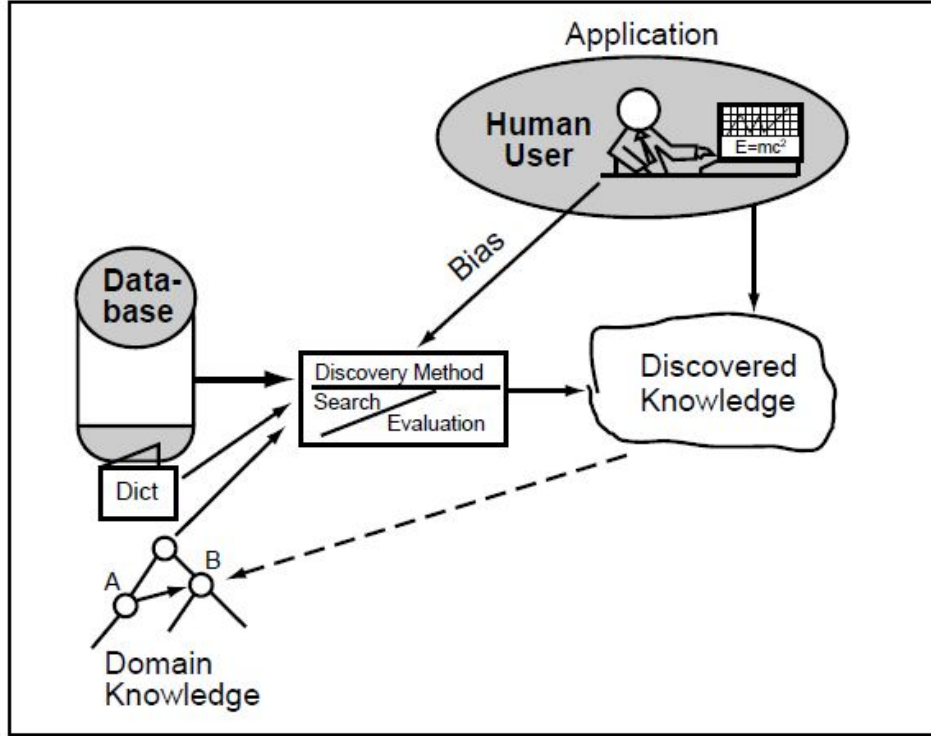 Application
Human
User
E=mc²
Bias
Data-
base
Discovery Method
Search
Evaluation
Discovered
Knowledge
Dict
A
B
Domain
Knowledge